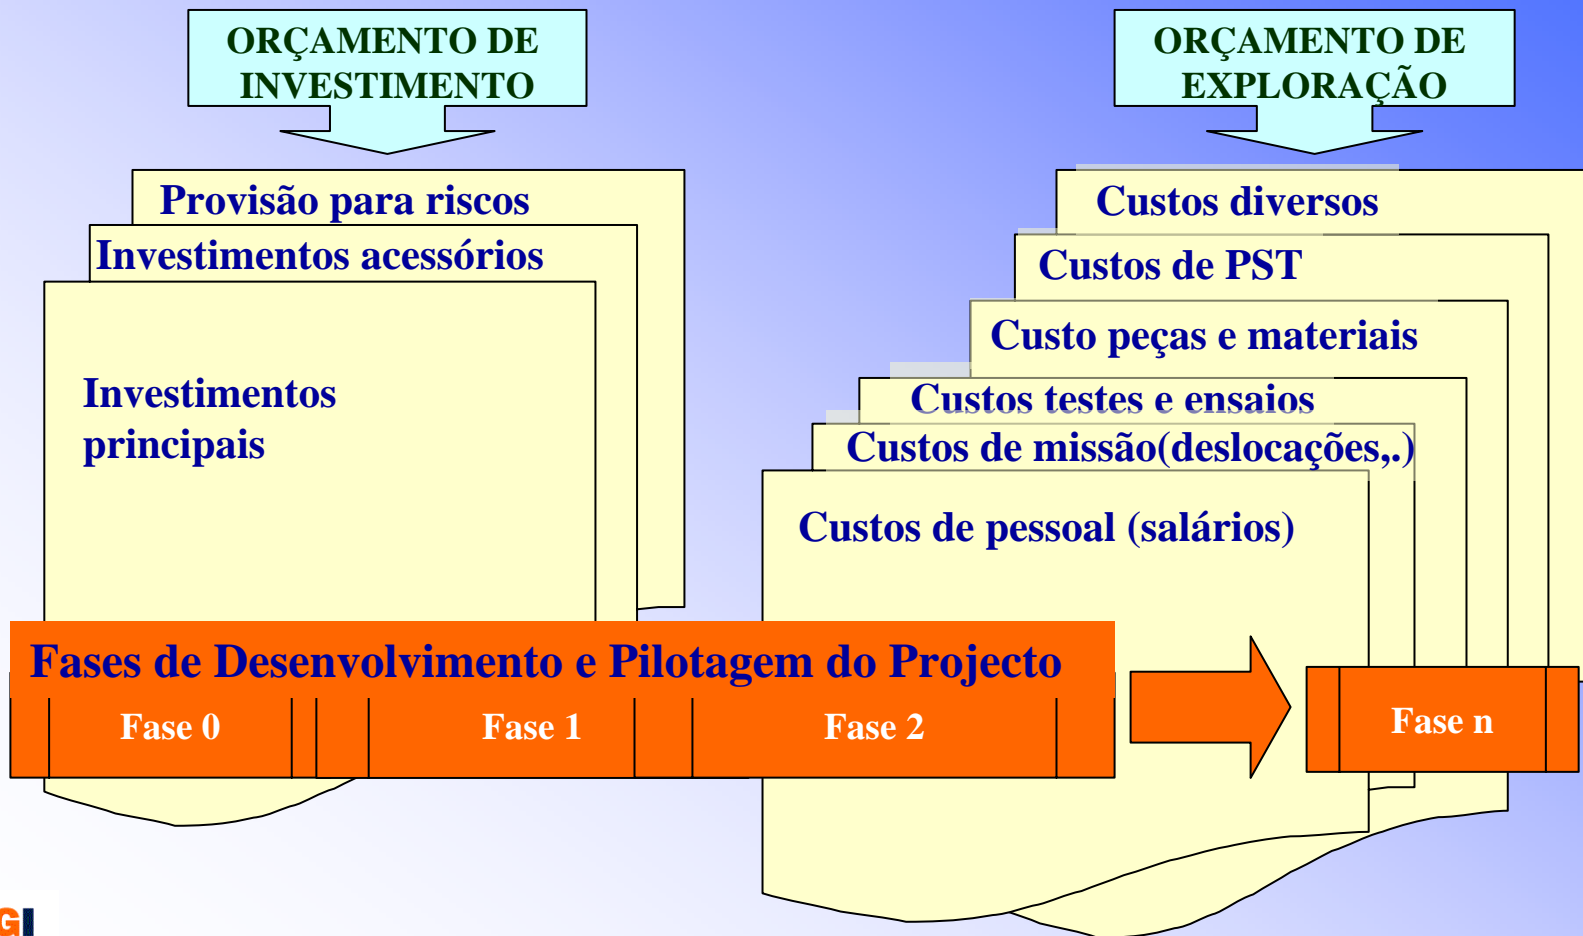 ORÇAMENTO DE
INVESTIMENTO
Provisão para riscos
Investimentos acessórios
Investimentos
principais
ORÇAMENTO DE
EXPLORAÇÃO
Custos diversos
Custos de PST
Custo peças e materiais
Custos testes e ensaios
Custos de missão(deslocações,.)
Custos de pessoal (salários)
Fases de Desenvolvimento e Pilotagem do Projecto
Fase 0
Fase 1
Fase 2
Fase n
GI